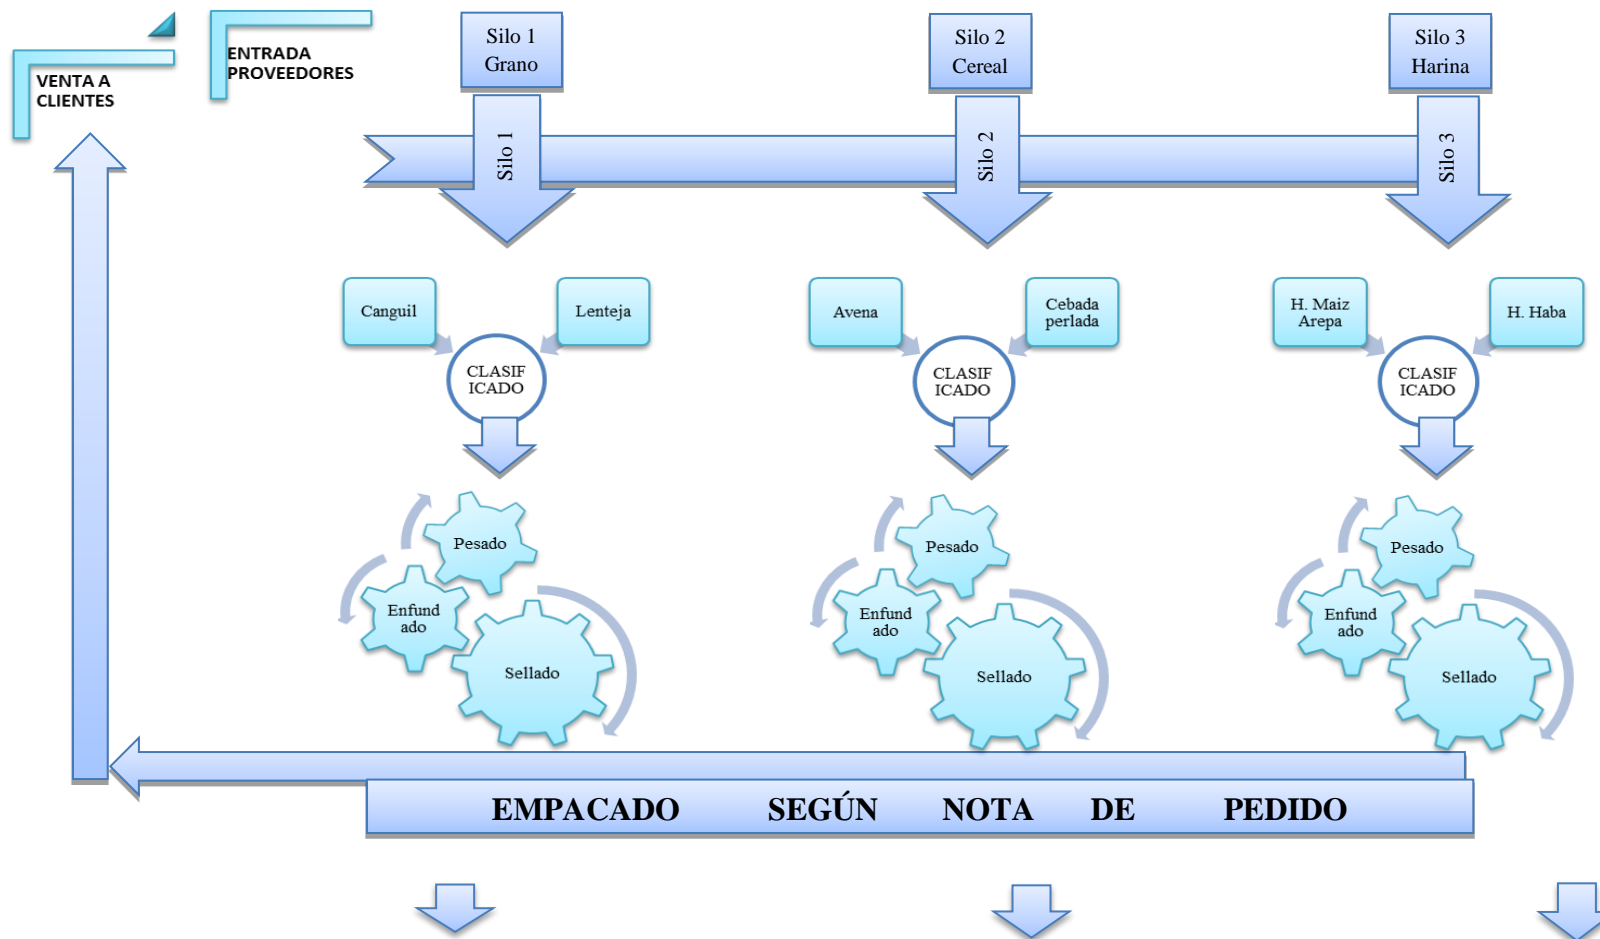 VENTA A
CLIENTES
ENTRADA
PROVEEDORES
Silo 1
Grano
Silo 2
Cereal
Silo 3
Harina
Silo 1
Silo 2
Silo 3
Canguil
Lenteja
Avena
Cebada
perlada
H. Maiz
Arepa
H. Haba
CLASIF
ICADO
CLASIF
ICADO
CLASIF
ICADO
Pesado
Enfund
ado
Sellado
Pesado
Enfund
ado
Sellado
Pesado
Enfund
ado
Sellado
EMPACADO SEGÚN NOTA DE PEDIDO